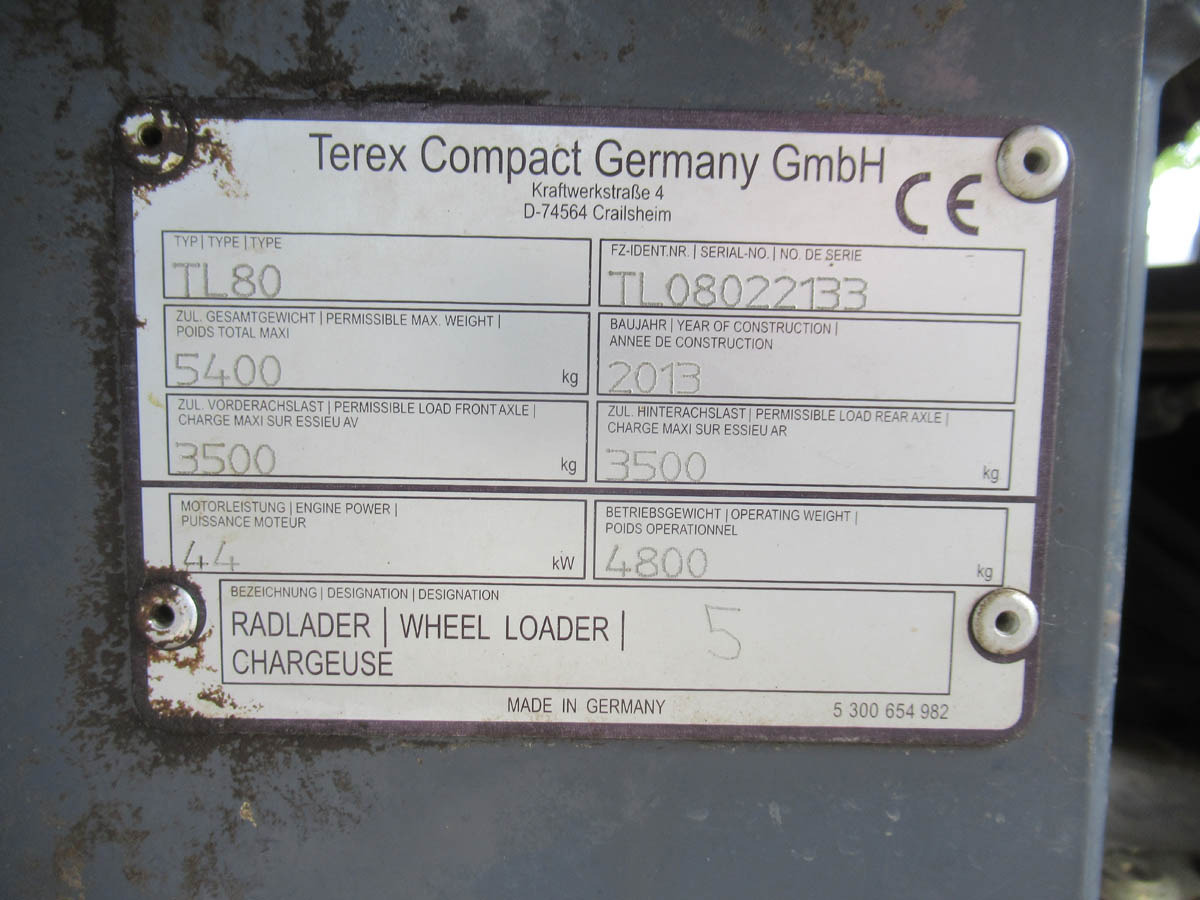 Terex Compact Germany GmbH
Kraftwerkstraße 4
D-74564 Crailsheim
CE
TYP | TYPE | TYPE
TL80
FZ-IDENT.NR. | SERIAL-NO. | NO. DE SERIE
TL08022133
ZUL. GESAMTGEWICHT | PERMISSIBLE MAX. WEIGHT |
POIDS TOTAL MAXI
5400 kg
BAUJAHR | YEAR OF CONSTRUCTION |
ANNEE DE CONSTRUCTION
2013
ZUL. VORDERACHSLAST | PERMISSIBLE LOAD FRONT AXLE |
CHARGE MAXI SUR ESSIEU AV
3500 kg
ZUL. HINTERACHSLAST | PERMISSIBLE LOAD REAR AXLE |
CHARGE MAXI SUR ESSIEU AR
3500 kg
MOTORLEISTUNG | ENGINE POWER |
PUISSANCE MOTEUR
44 kW
BETRIEBSGEWICHT | OPERATING WEIGHT |
POIDS OPERATIONNEL
4800 kg
BEZEICHNUNG | DESIGNATION | DESIGNATION
RADLADER | WHEEL LOADER | 5
CHARGEUSE
MADE IN GERMANY
5 300 654 982